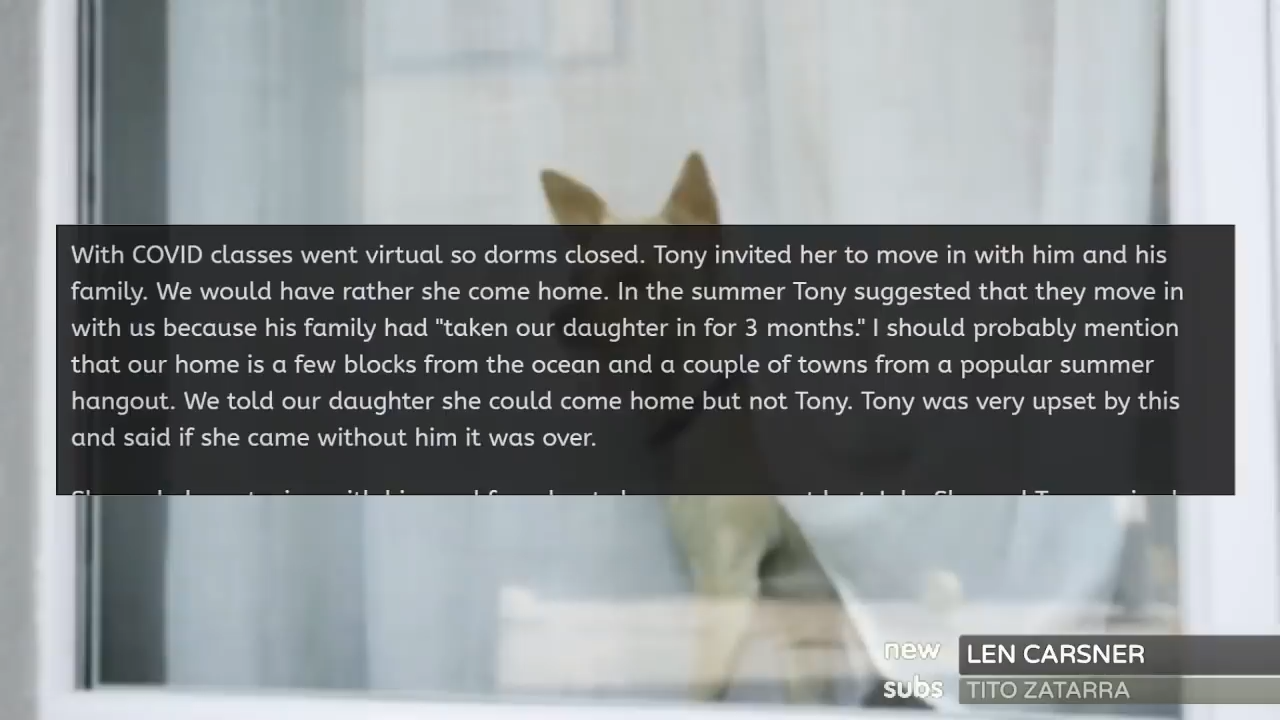 With COVID classes went virtual so dorms closed. Tony invited her to move in with him and his
family. We would have rather she come home. In the summer Tony suggested that they move in
with us because his family had "taken our daughter in for 3 months." I should probably mention
that our home is a few blocks from the ocean and a couple of towns from a popular summer
hangout. We told our daughter she could come home but not Tony. Tony was very upset by this
and said if she came without him it was over.
new LEN CARSNER
subs TITO ZATARRA